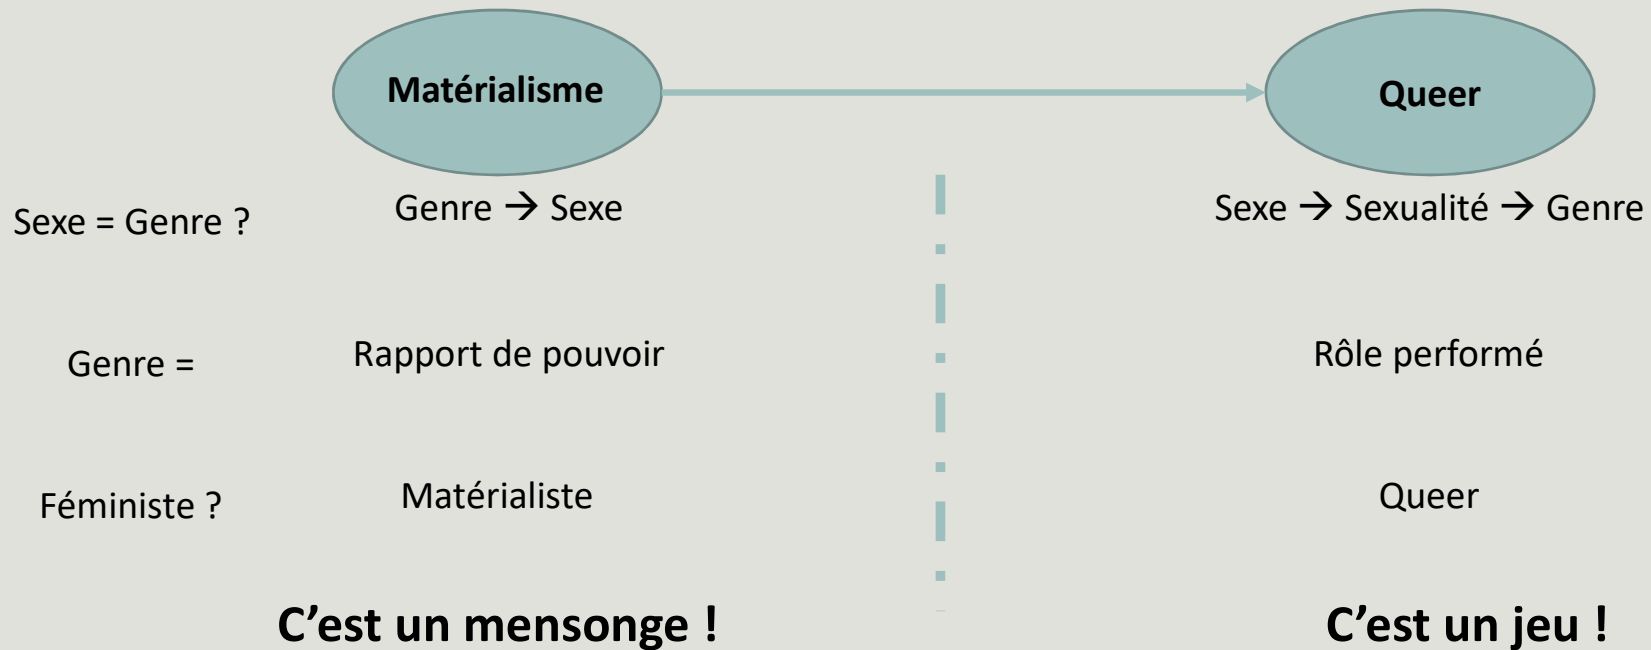 Matérialisme
Queer
Sexe = Genre ?
Genre → Sexe
Sexe → Sexualité → Genre
Genre =
Rapport de pouvoir
Rôle performé
Féministe ?
Matérialiste
Queer
C’est un mensonge !
C’est un jeu !